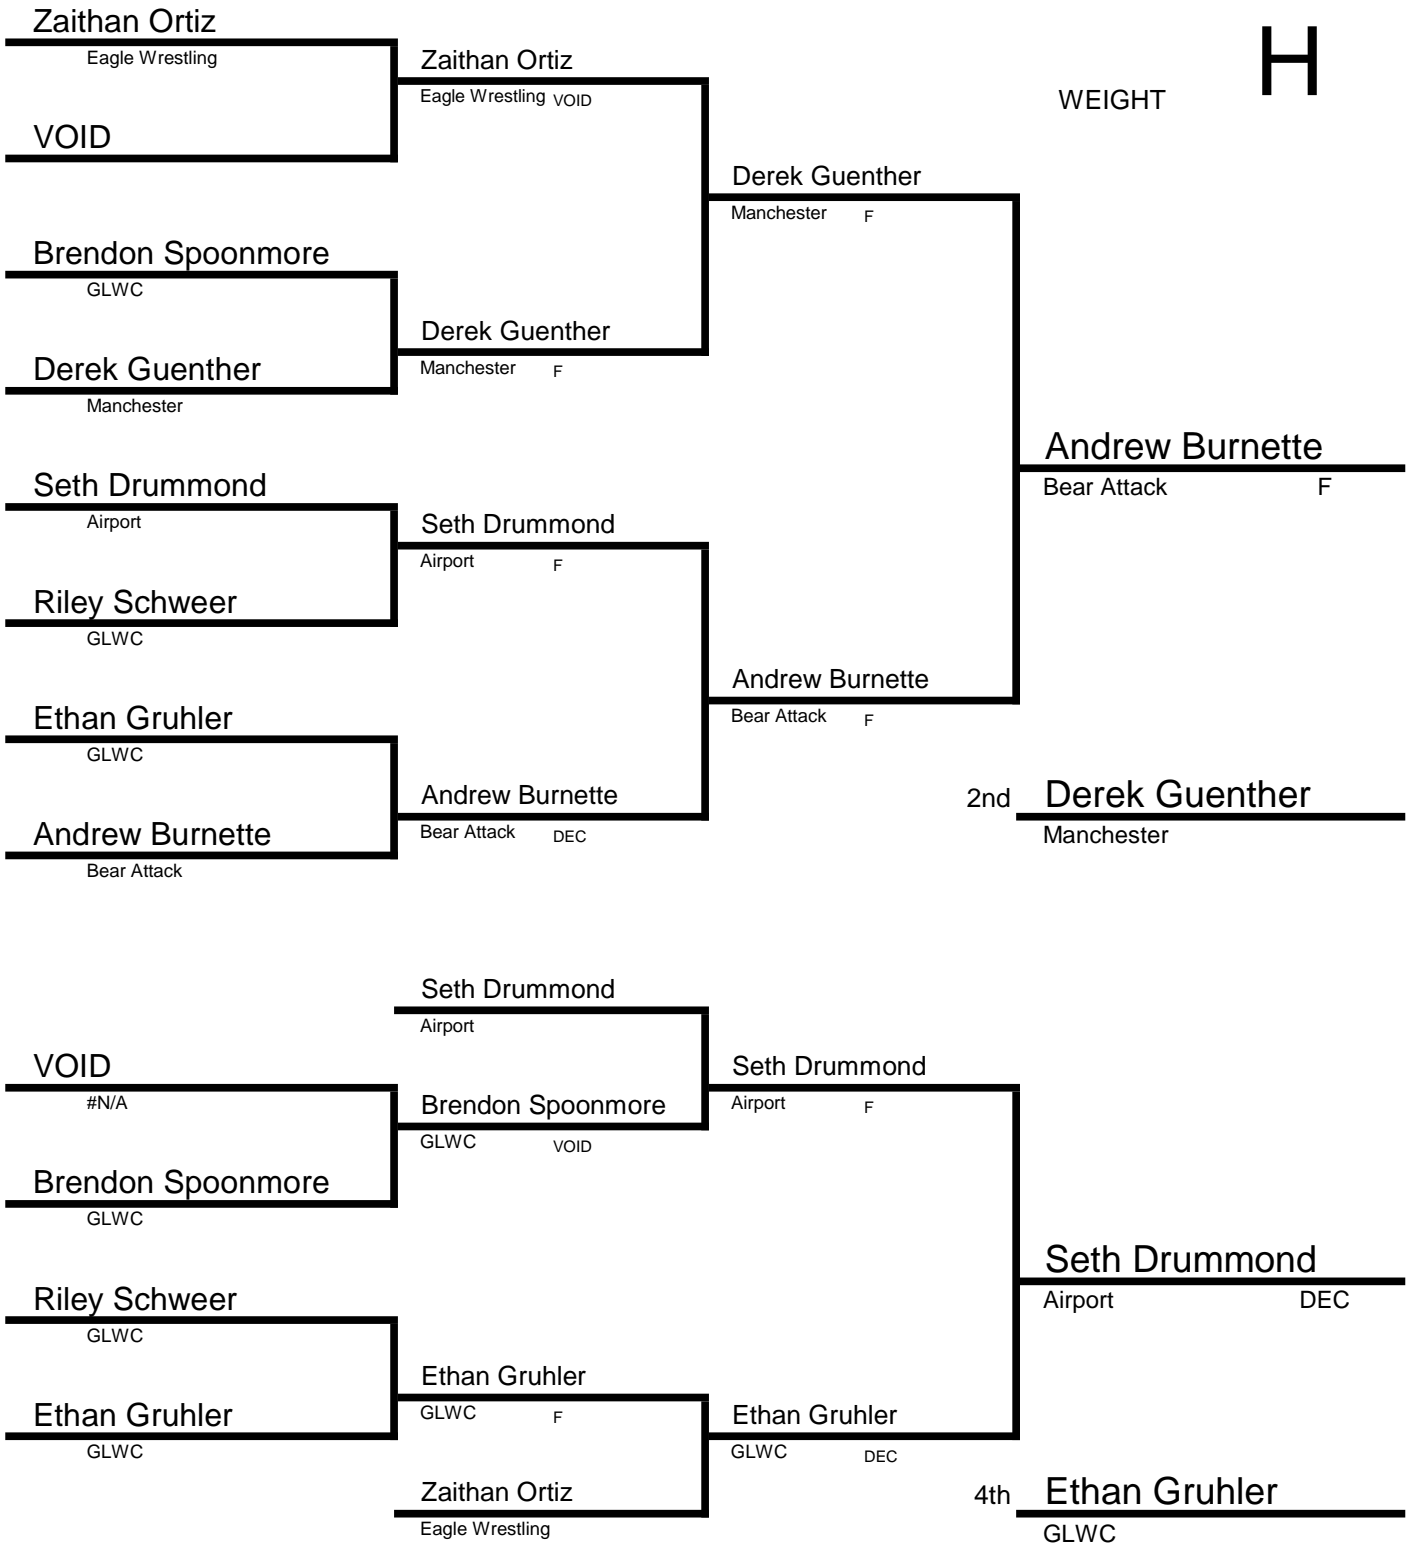 Zaithan Ortiz
Eagle Wrestling
VOID
Brendon Spoonmore
GLWC
Derek Guenther
Manchester
Seth Drummond
Airport
Riley Schweer
GLWC
Ethan Gruhler
GLWC
Andrew Burnette
Bear Attack
Zaithan Ortiz
Eagle Wrestling VOID
Derek Guenther
Manchester F
Seth Drummond
Airport F
Andrew Burnette
Bear Attack DEC
Derek Guenther
Manchester F
Andrew Burnette
Bear Attack F
WEIGHT H
Andrew Burnette
Bear Attack F
2nd Derek Guenther
Manchester
VOID
#N/A
Brendon Spoonmore
GLWC
Riley Schweer
GLWC
Ethan Gruhler
GLWC
Seth Drummond
Airport
Brendon Spoonmore
GLWC VOID
Ethan Gruhler
GLWC F
Zaithan Ortiz
Eagle Wrestling
Seth Drummond
Airport F
Ethan Gruhler
GLWC DEC
Seth Drummond
Airport DEC
4th Ethan Gruhler
GLWC